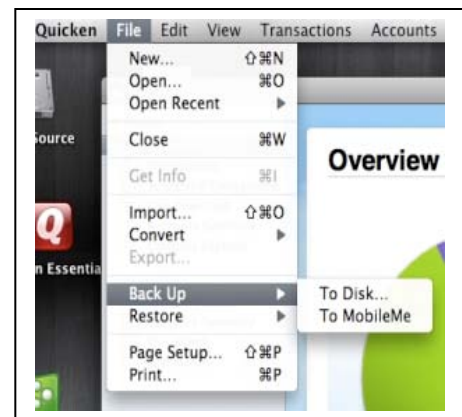 Quicken File Edit View Transactions Accounts
New... ⇧⌘N
Open... ⌘O
Open Recent ▶
Source
Close ⌘W
Overview
Get Info ⌘I
Import... ⇧⌘O
Convert ▶
Export...
n Essentia
Back Up ▶
To Disk...
Restore ▶
To MobileMe
Page Setup... ⇧⌘P
Print... ⌘P